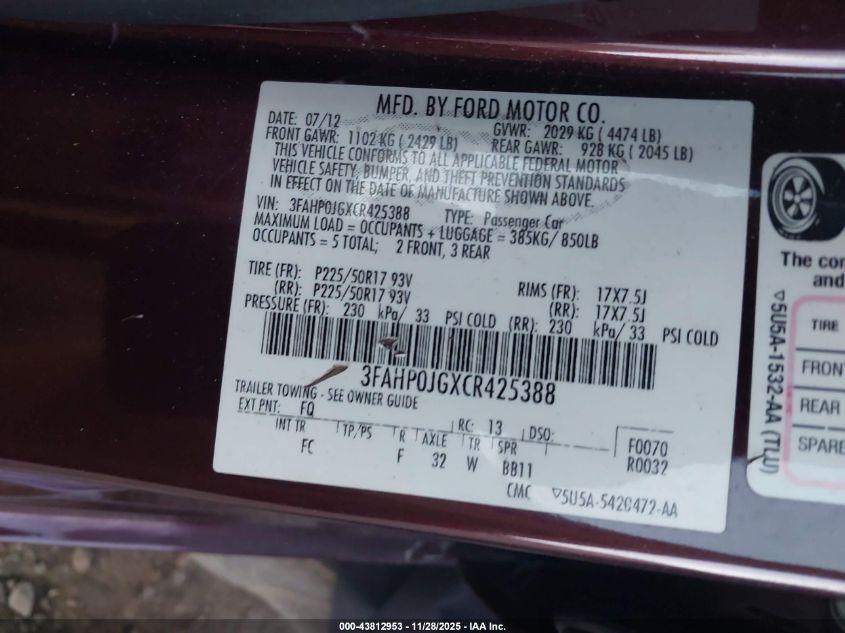 MFD. BY FORD MOTOR CO.
DATE: 07/12 GVWR: 2029 KG ( 4474 LB)
FRONT GAWR: 1102 KG ( 2429 LB) REAR GAWR: 928 KG ( 2045 LB)
THIS VEHICLE CONFORMS TO ALL APPLICABLE FEDERAL MOTOR
VEHICLE SAFETY, BUMPER, AND THEFT PREVENTION STANDARDS
IN EFFECT ON THE DATE OF MANUFACTURE SHOWN ABOVE.
VIN: 3FAHP0JGXCR425388 TYPE: Passenger Car
MAXIMUM LOAD = OCCUPANTS + LUGGAGE = 385KG/ 850LB
OCCUPANTS = 5 TOTAL; 2 FRONT, 3 REAR
TIRE (FR): P225/50R17 93V RIMS (FR): 17X7.5J
(RR): P225/50R17 93V (RR): 17X7.5J
PRESSURE (FR): 230 kPa/ 33 PSI COLD (RR): 230 kPa/ 33 PSI COLD
3FAHP0JGXCR425388
TRAILER TOWING - SEE OWNER GUIDE
EXT PNT: FQ RC: 13 DSO: F0070
INT TR TP/PS R AXLE TR SPR R0032
FC F 32 W BB11
CMC ▽5U5A-5420472-AA
The con
and
▽5U5A-1532-AA (TLU)
TIRE
FRONT
REAR
SPARE
000-43812953 - 11/28/2025 - IAA Inc.